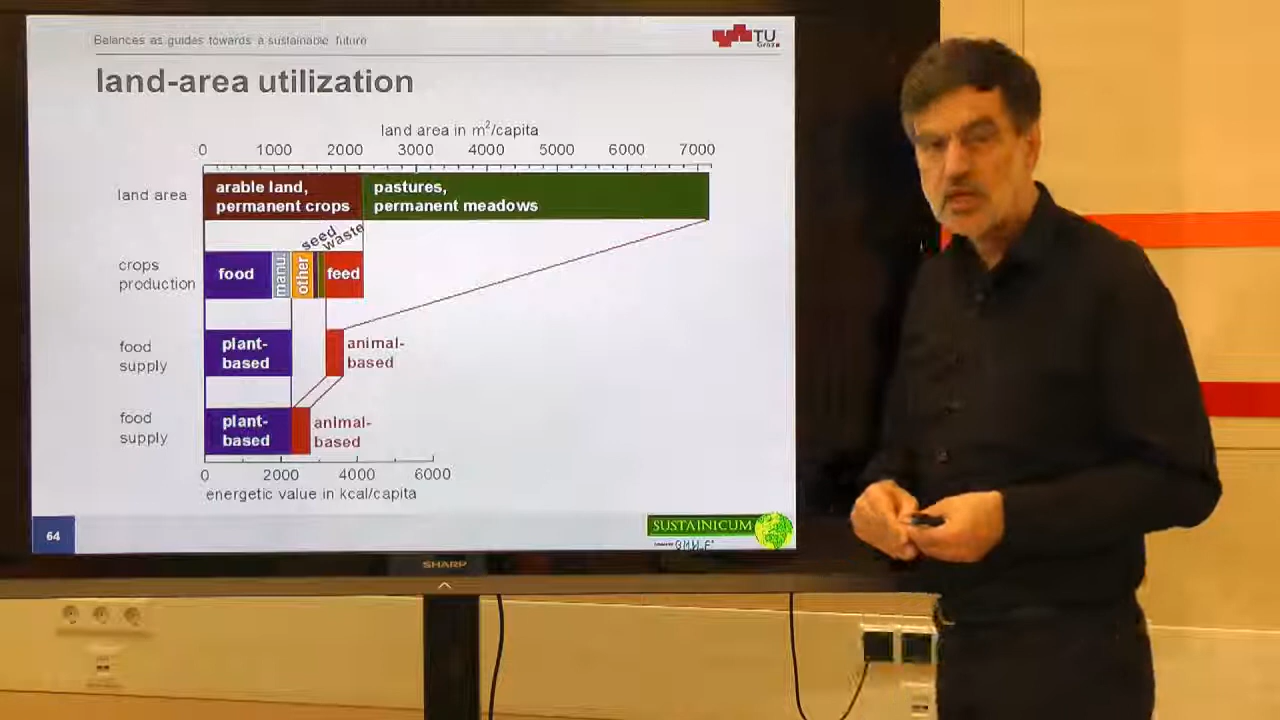 Balances as guides towards a sustainable future
TU
Graz
land-area utilization
land area in m²/capita
0 1000 2000 3000 4000 5000 6000 7000
land area
arable land,
permanent crops
pastures,
permanent meadows
seed
waste
crops
production
food
manu.
other
feed
food
supply
plant-
based
animal-
based
food
supply
plant-
based
animal-
based
0 2000 4000 6000
energetic value in kcal/capita
64
SUSTAINICUM
SHARP